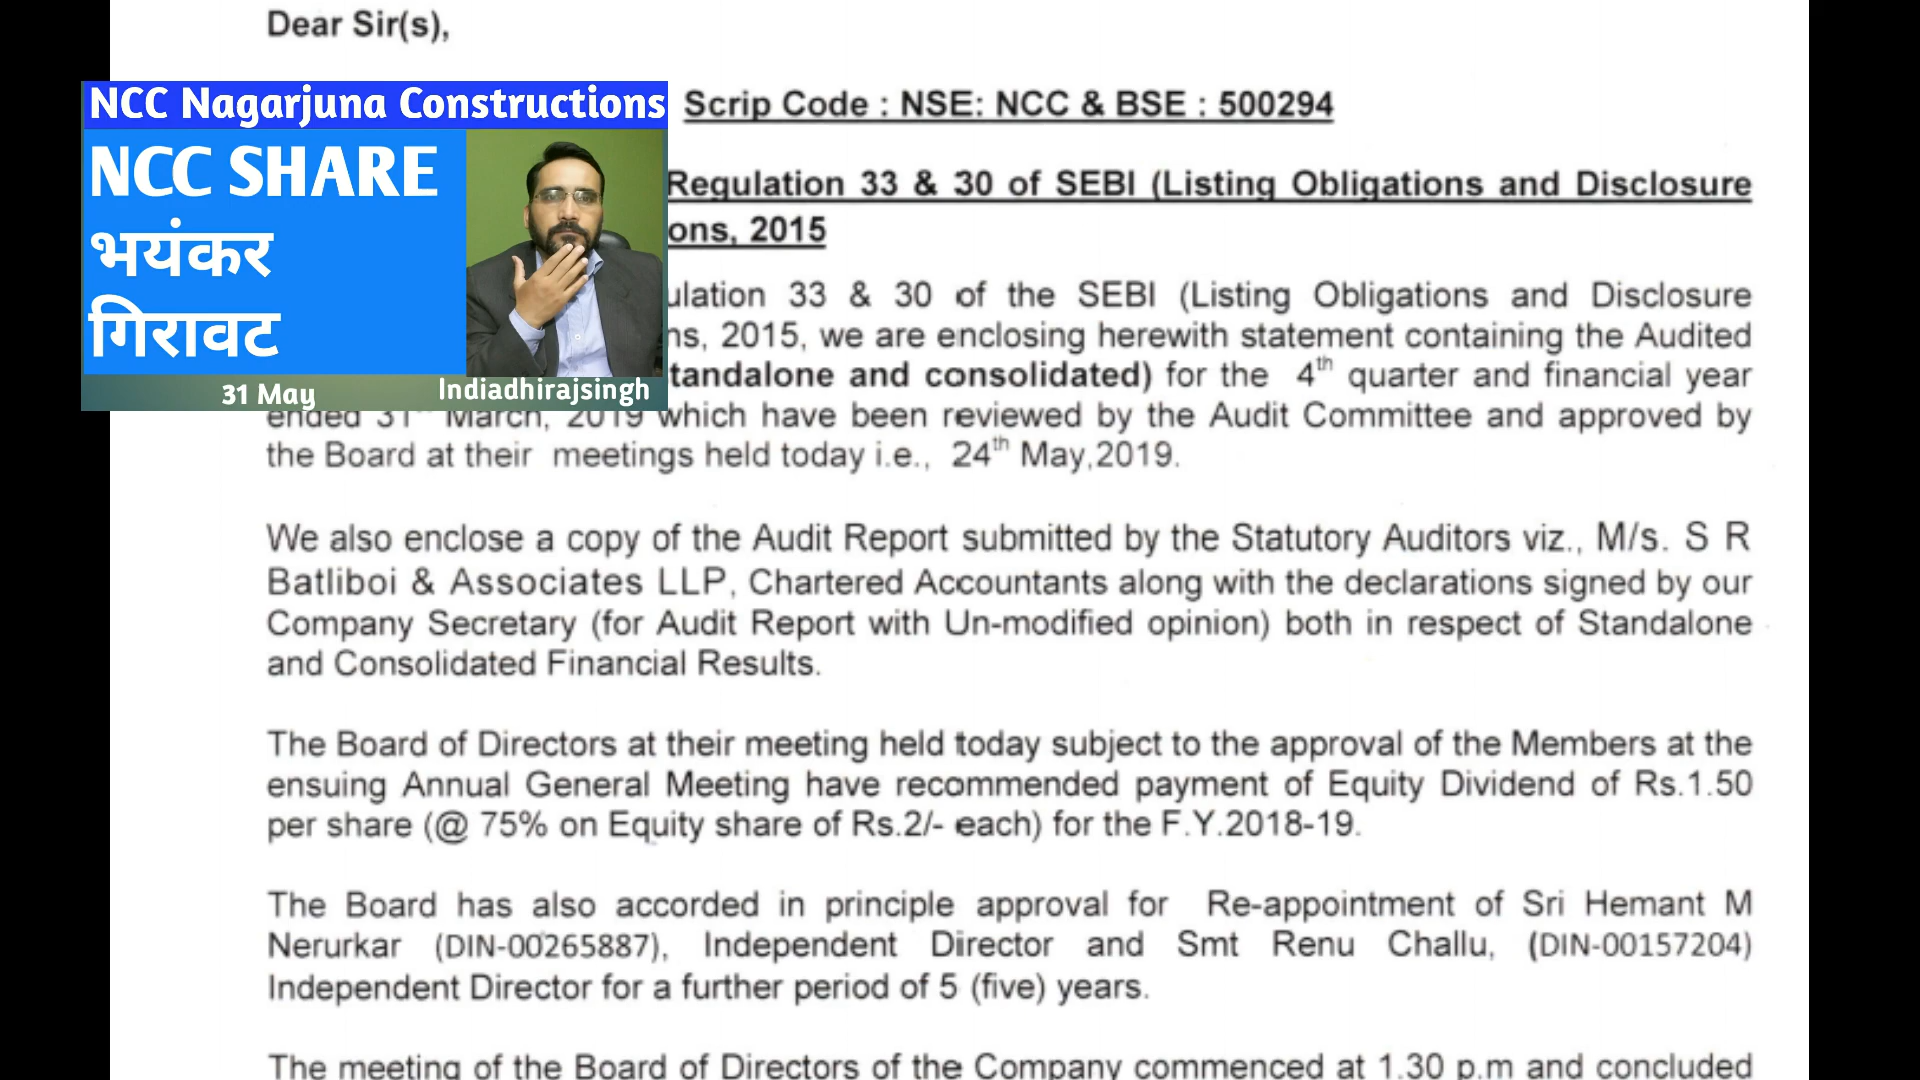 Dear Sir(s),
NCC Nagarjuna Constructions
NCC SHARE
भयंकर
गिरावट
31 May
Indiadhirajsingh
Scrip Code : NSE: NCC & BSE : 500294
Regulation 33 & 30 of SEBI (Listing Obligations and Disclosure
ons, 2015
ulation 33 & 30 of the SEBI (Listing Obligations and Disclosure
ns, 2015, we are enclosing herewith statement containing the Audited
tandalone and consolidated) for the 4th quarter and financial year
ended 31st March, 2019 which have been reviewed by the Audit Committee and approved by
the Board at their meetings held today i.e., 24th May,2019.
We also enclose a copy of the Audit Report submitted by the Statutory Auditors viz., M/s. S R
Batliboi & Associates LLP, Chartered Accountants along with the declarations signed by our
Company Secretary (for Audit Report with Un-modified opinion) both in respect of Standalone
and Consolidated Financial Results.
The Board of Directors at their meeting held today subject to the approval of the Members at the
ensuing Annual General Meeting have recommended payment of Equity Dividend of Rs.1.50
per share (@ 75% on Equity share of Rs.2/- each) for the F.Y.2018-19.
The Board has also accorded in principle approval for Re-appointment of Sri Hemant M
Nerurkar (DIN-00265887), Independent Director and Smt Renu Challu, (DIN-00157204)
Independent Director for a further period of 5 (five) years.
The meeting of the Board of Directors of the Company commenced at 1.30 p.m and concluded